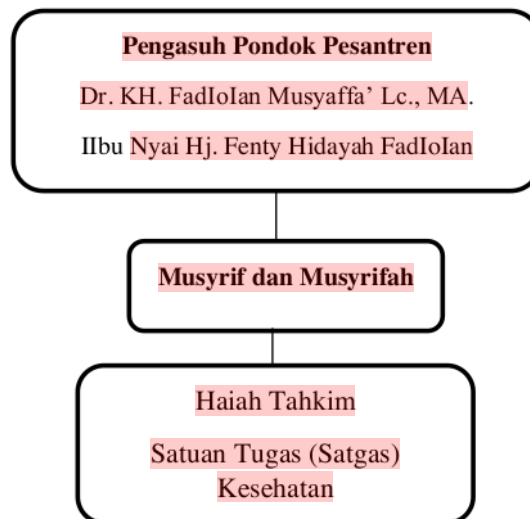 Pengasuh Pondok Pesantren
Dr. KH. FadIoIan Musyaffa’ Lc., MA.
IIbu Nyai Hj. Fenty Hidayah FadIoIan
Musyrif dan Musyrifah
Haiah Tahkim
Satuan Tugas (Satgas)
Kesehatan